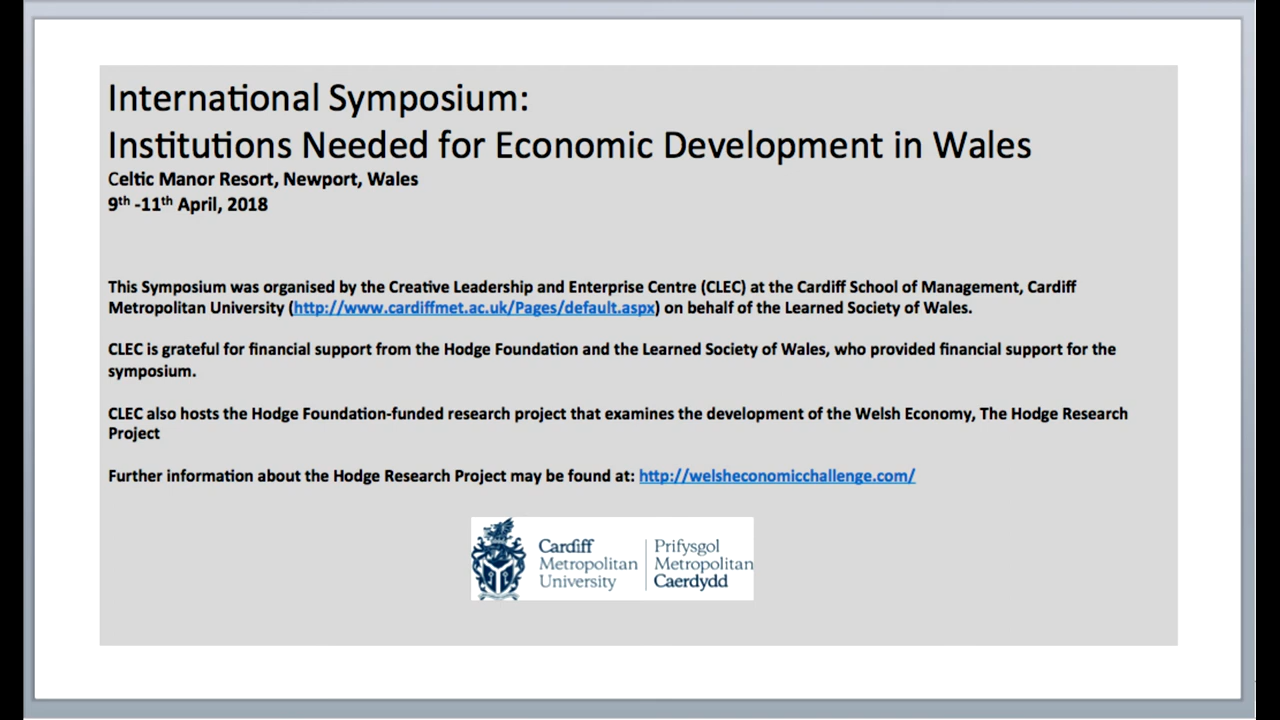 International Symposium:
Institutions Needed for Economic Development in Wales
Celtic Manor Resort, Newport, Wales
9th -11th April, 2018
This Symposium was organised by the Creative Leadership and Enterprise Centre (CLEC) at the Cardiff School of Management, Cardiff
Metropolitan University (http://www.cardiffmet.ac.uk/Pages/default.aspx) on behalf of the Learned Society of Wales.
CLEC is grateful for financial support from the Hodge Foundation and the Learned Society of Wales, who provided financial support for the
symposium.
CLEC also hosts the Hodge Foundation-funded research project that examines the development of the Welsh Economy, The Hodge Research
Project
Further information about the Hodge Research Project may be found at: http://welsheconomicchallenge.com/
Cardiff
Metropolitan
University
Prifysgol
Metropolitan
Caerdydd